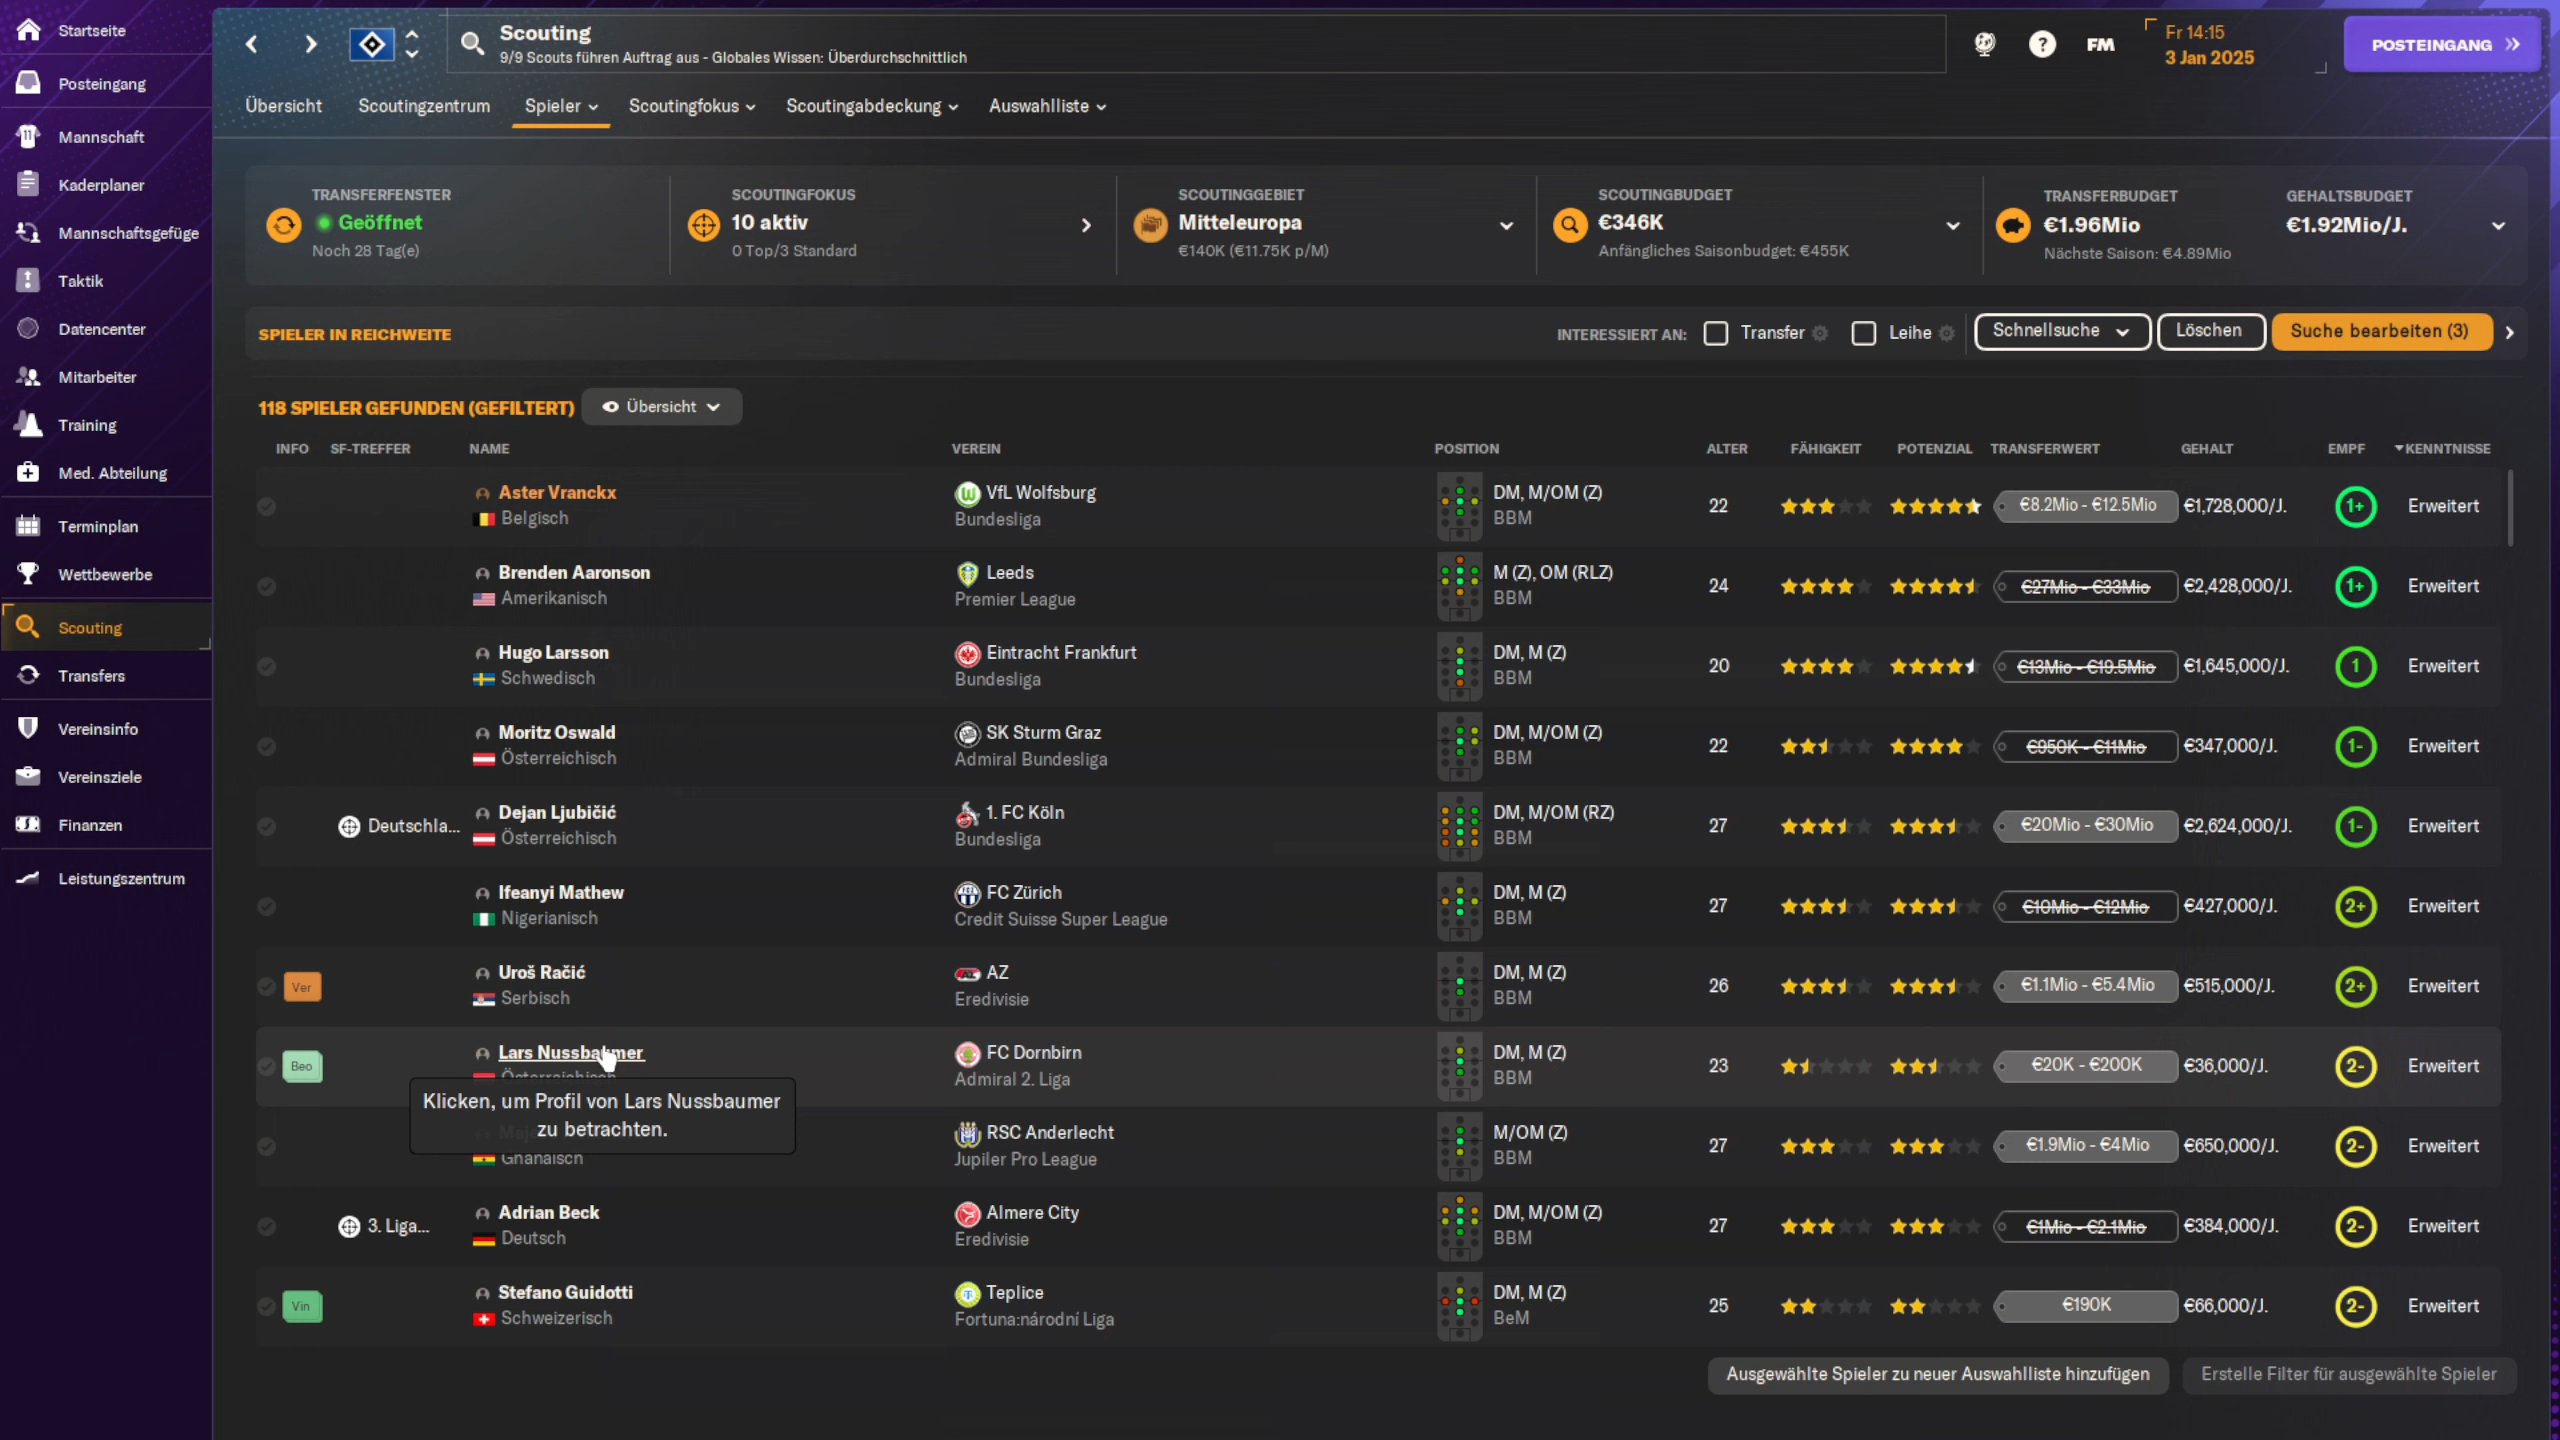 Startseite
Posteingang
Mannschaft
Kaderplaner
Mannschaftsgefüge
Taktik
Datencenter
Mitarbeiter
Training
Med. Abteilung
Terminplan
Wettbewerbe
Scouting
Transfers
Vereinsinfo
Vereinsziele
Finanzen
Leistungszentrum
Scouting
9/9 Scouts führen Auftrag aus - Globales Wissen: Überdurchschnittlich
FM
Fr 14:15
3 Jan 2025
POSTEINGANG
Übersicht Scoutingzentrum Spieler Scoutingfokus Scoutingabdeckung Auswahlliste
TRANSFERFENSTER
Geöffnet
Noch 28 Tag(e)
SCOUTINGFOKUS
10 aktiv
0 Top/3 Standard
SCOUTINGGEBIET
Mitteleuropa
€140K (€11.75K p/M)
SCOUTINGBUDGET
€346K
Anfängliches Saisonbudget: €455K
TRANSFERBUDGET
€1.96Mio
Nächste Saison: €4.89Mio
GEHALTSBUDGET
€1.92Mio/J.
SPIELER IN REICHWEITE
INTERESSIERT AN: Transfer Leihe Schnellsuche Löschen Suche bearbeiten (3)
118 SPIELER GEFUNDEN (GEFILTERT) Übersicht
INFO SF-TREFFER NAME VEREIN POSITION ALTER FÄHIGKEIT POTENZIAL TRANSFERWERT GEHALT EMPF KENNTNISSE
Aster Vranckx VfL Wolfsburg DM, M/OM (Z) 22 €8.2Mio - €12.5Mio €1,728,000/J. 1+ Erweitert
Belgisch Bundesliga BBM
Brenden Aaronson Leeds M (Z), OM (RLZ) 24 €27Mio - €33Mio €2,428,000/J. 1+ Erweitert
Amerikanisch Premier League BBM
Hugo Larsson Eintracht Frankfurt DM, M (Z) 20 €13Mio - €19.5Mio €1,645,000/J. 1 Erweitert
Schwedisch Bundesliga BBM
Moritz Oswald SK Sturm Graz DM, M/OM (Z) 22 €950K - €11Mio €347,000/J. 1- Erweitert
Österreichisch Admiral Bundesliga BBM
Deutschla... Dejan Ljubičić 1. FC Köln DM, M/OM (RZ) 27 €20Mio - €30Mio €2,624,000/J. 1- Erweitert
Österreichisch Bundesliga BBM
Ifeanyi Mathew FC Zürich DM, M (Z) 27 €10Mio - €12Mio €427,000/J. 2+ Erweitert
Nigerianisch Credit Suisse Super League BBM
Ver Uroš Račić AZ DM, M (Z) 26 €1.1Mio - €5.4Mio €515,000/J. 2+ Erweitert
Serbisch Eredivisie BBM
Beo Lars Nussbaumer FC Dornbirn DM, M (Z) 23 €20K - €200K €36,000/J. 2- Erweitert
Österreichisch Admiral 2. Liga BBM
Klicken, um Profil von Lars Nussbaumer
zu betrachten.
RSC Anderlecht M/OM (Z) 27 €1.9Mio - €4Mio €650,000/J. 2- Erweitert
Ghanaisch Jupiler Pro League BBM
3. Liga... Adrian Beck Almere City DM, M/OM (Z) 27 €1Mio - €2.1Mio €384,000/J. 2- Erweitert
Deutsch Eredivisie BBM
Vin Stefano Guidotti Teplice DM, M (Z) 25 €190K €66,000/J. 2- Erweitert
Schweizerisch Fortuna:národní Liga BeM
Ausgewählte Spieler zu neuer Auswahlliste hinzufügen Erstelle Filter für ausgewählte Spieler